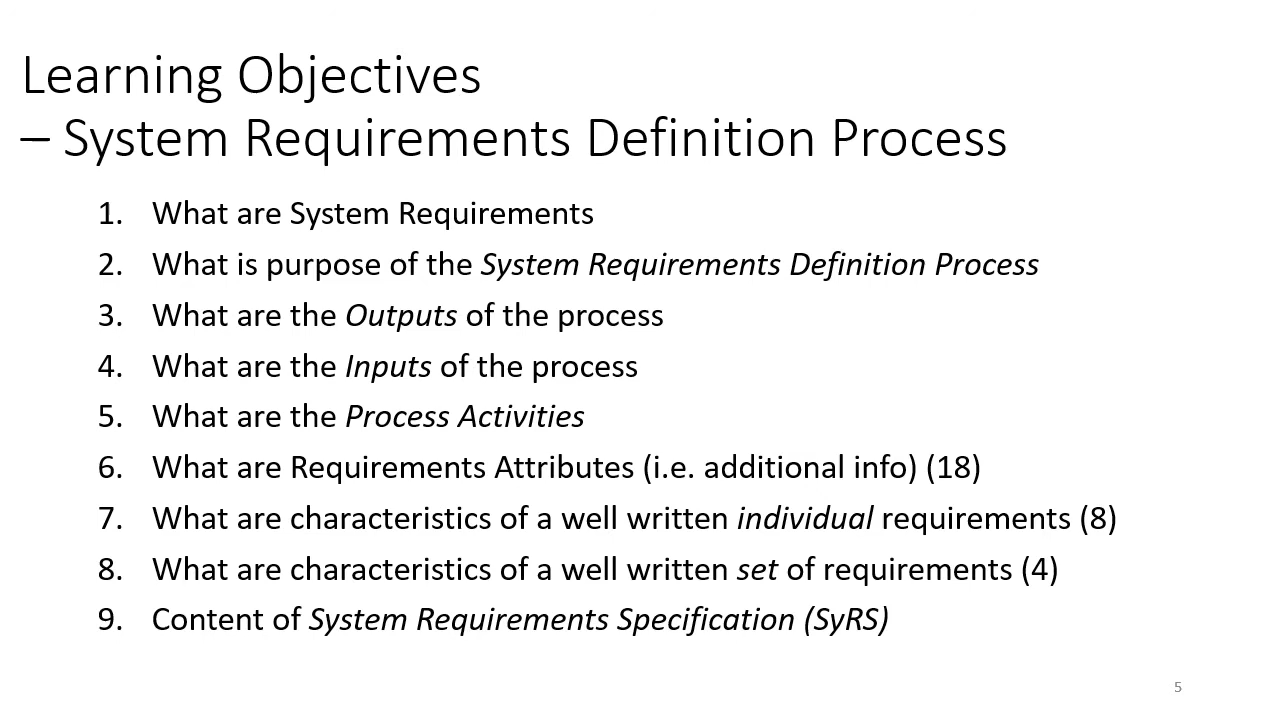 Learning Objectives
– System Requirements Definition Process
1. What are System Requirements
2. What is purpose of the System Requirements Definition Process
3. What are the Outputs of the process
4. What are the Inputs of the process
5. What are the Process Activities
6. What are Requirements Attributes (i.e. additional info) (18)
7. What are characteristics of a well written individual requirements (8)
8. What are characteristics of a well written set of requirements (4)
9. Content of System Requirements Specification (SyRS)
5